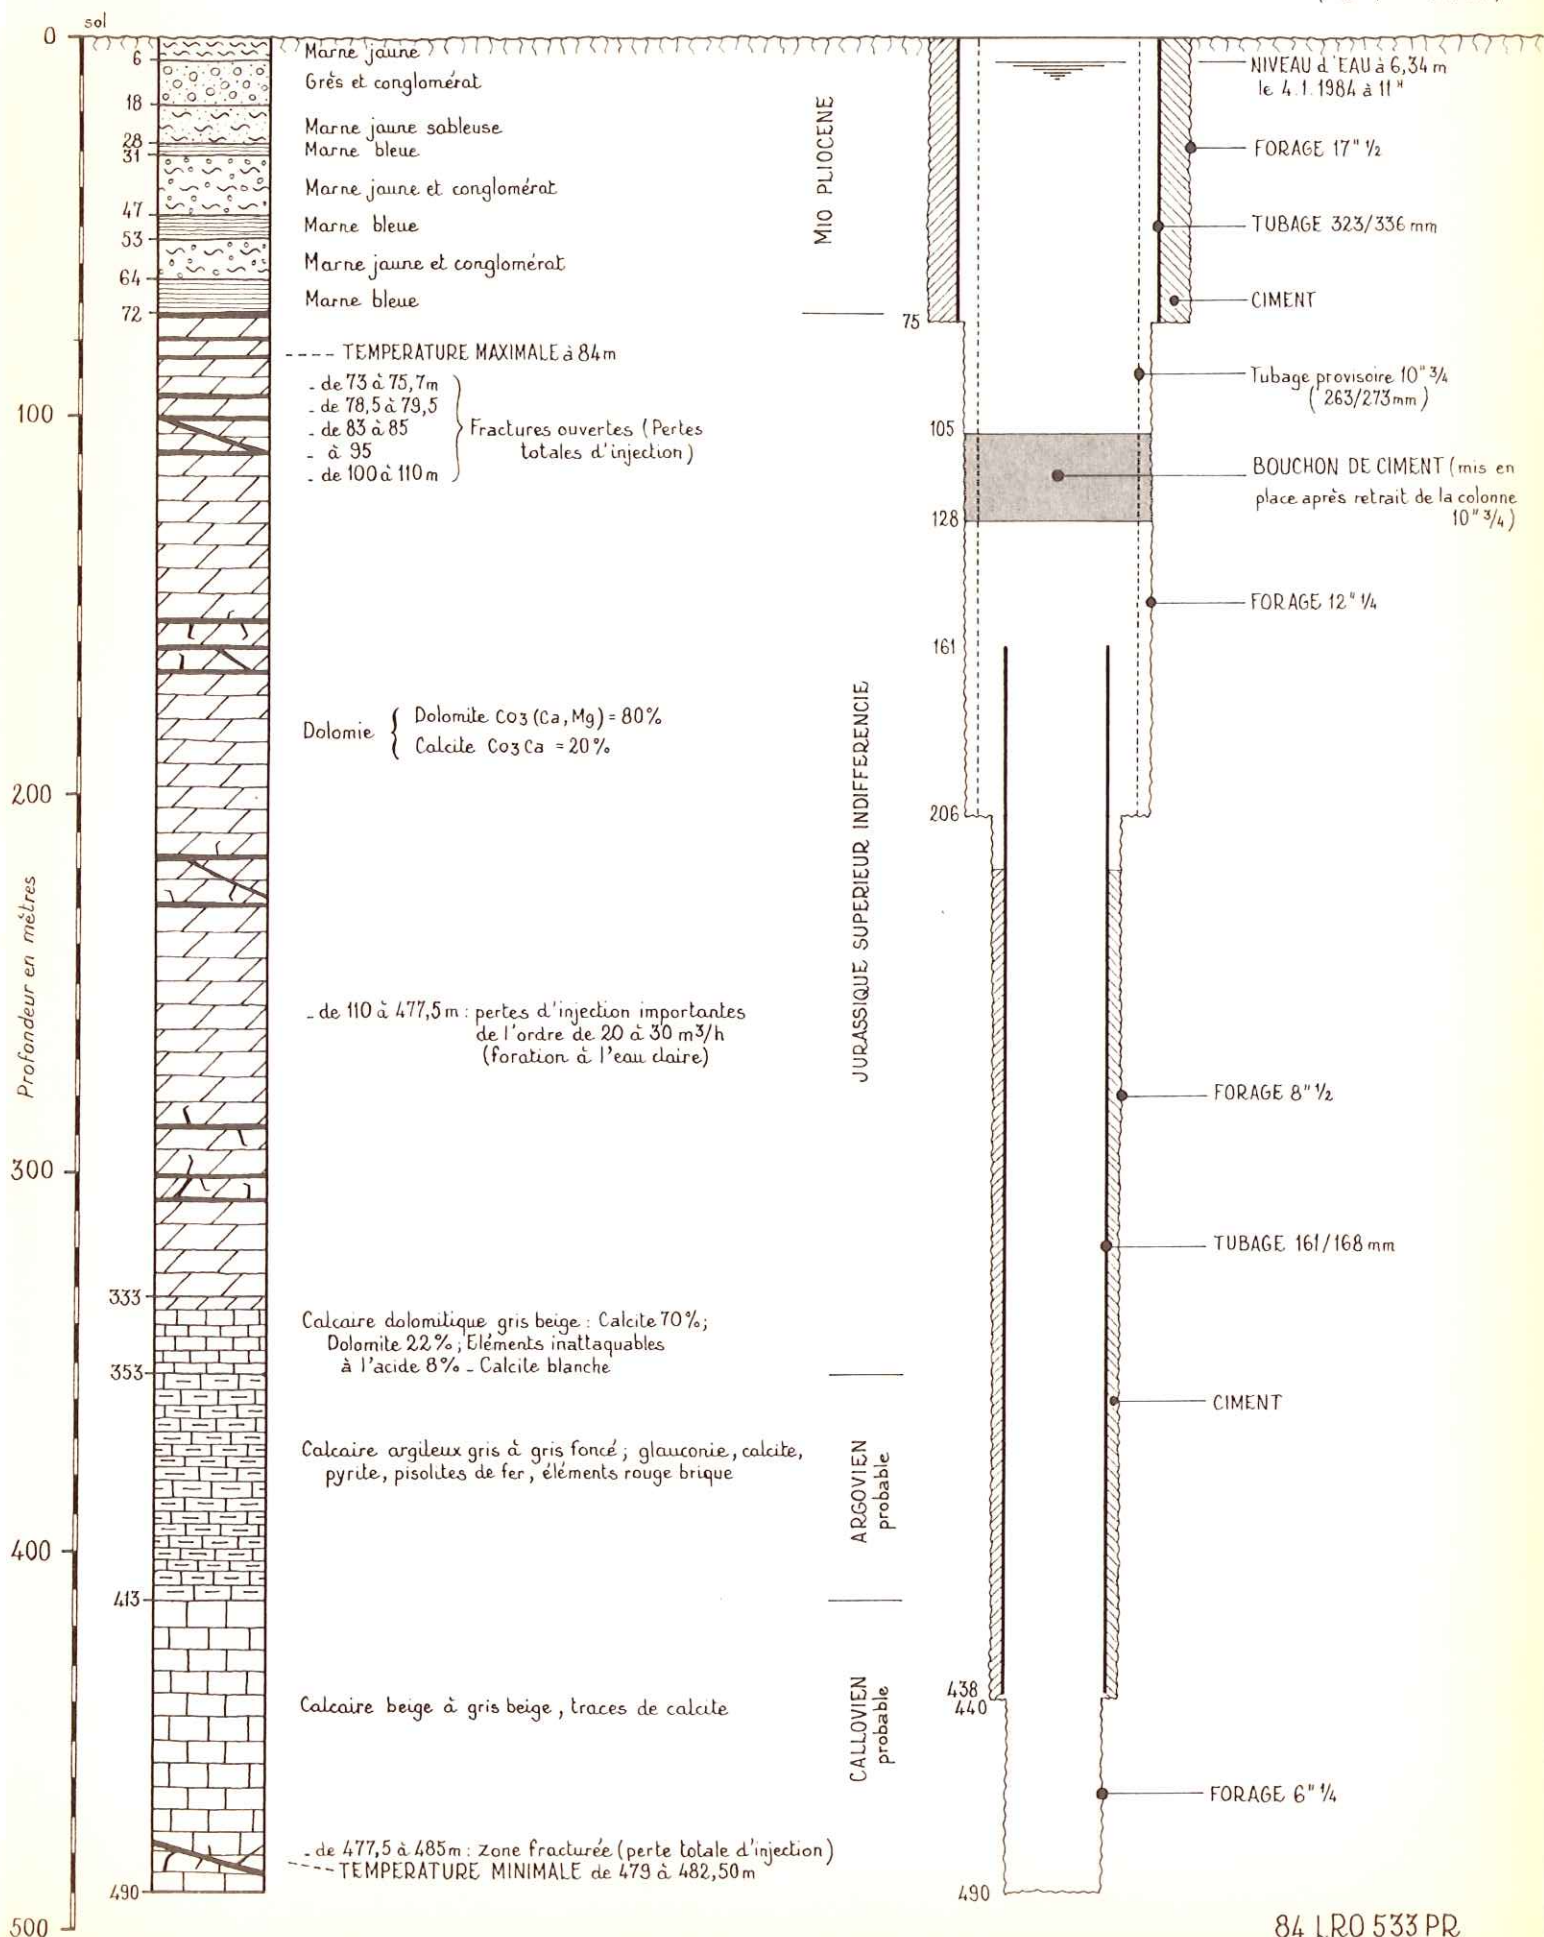 sol
0
6
18
28
31
47
53
64
72
100
200
300
333
353
400
413
490
500
Profondeur en mètres
Marne jaune
Grès et conglomérat
Marne jaune sableuse
Marne bleue
Marne jaune et conglomérat
Marne bleue
Marne jaune et conglomérat
Marne bleue
---- TEMPERATURE MAXIMALE à 84m
- de 73 à 75,7m
- de 78,5 à 79,5
- de 83 à 85
- à 95
- de 100 à 110m
Fractures ouvertes (Pertes
totales d'injection)
Dolomie
Dolomite Co3 (Ca, Mg) = 80%
Calcite Co3 Ca = 20%
- de 110 à 477,5m : pertes d'injection importantes
de l'ordre de 20 à 30 m³/h
(foration à l'eau claire)
Calcaire dolomitique gris beige : Calcite 70%;
Dolomite 22%; Eléments inattaquables
à l'acide 8% - Calcite blanche
Calcaire argileux gris à gris foncé ; glauconie, calcite,
pyrite, pisolites de fer, éléments rouge brique
Calcaire beige à gris beige, traces de calcite
- de 477,5 à 485m : zone fracturée (perte totale d'injection)
---- TEMPERATURE MINIMALE de 479 à 482,50m
MIO PLIOCENE
JURASSIQUE SUPERIEUR INDIFFERENCIE
ARGOVIEN
probable
CALLOVIEN
probable
75
105
128
161
206
438
440
490
NIVEAU d'EAU à 6,34 m
le 4.1.1984 à 11ᴴ
FORAGE 17" ½
TUBAGE 323/336 mm
CIMENT
Tubage provisoire 10" ¾
(263/273mm)
BOUCHON DE CIMENT (mis en
place après retrait de la colonne
10" ¾)
FORAGE 12" ¼
FORAGE 8" ½
TUBAGE 161/168 mm
CIMENT
FORAGE 6" ¼
84 LRO 533 PR